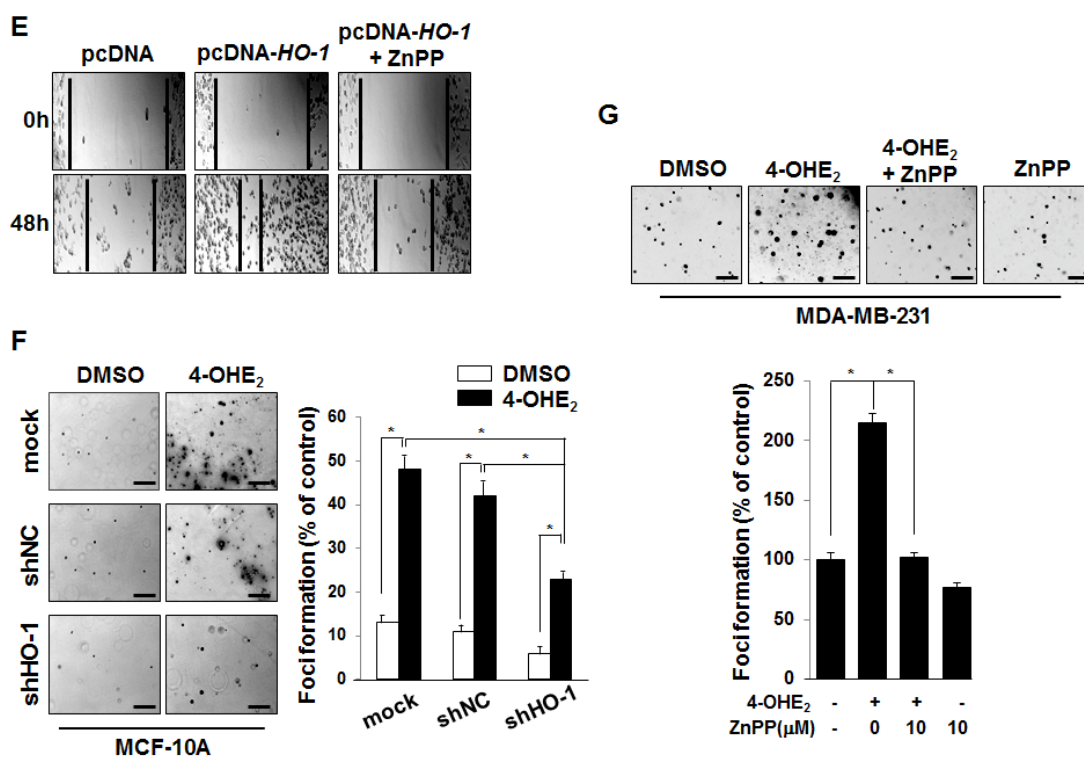 E
pcDNA
pcDNA-HO-1
pcDNA-HO-1
+ ZnPP
0h
48h
G
DMSO
4-OHE₂
4-OHE₂
+ ZnPP
ZnPP
MDA-MB-231
F
DMSO
4-OHE₂
mock
shNC
shHO-1
MCF-10A
DMSO
4-OHE₂
Foci formation (% of control)
60
50
40
30
20
10
0
* * * * *
mock shNC shHO-1
Foci formation (% of control)
250
200
150
100
50
0
* *
4-OHE₂ - + + -
ZnPP(μM) - 0 10 10